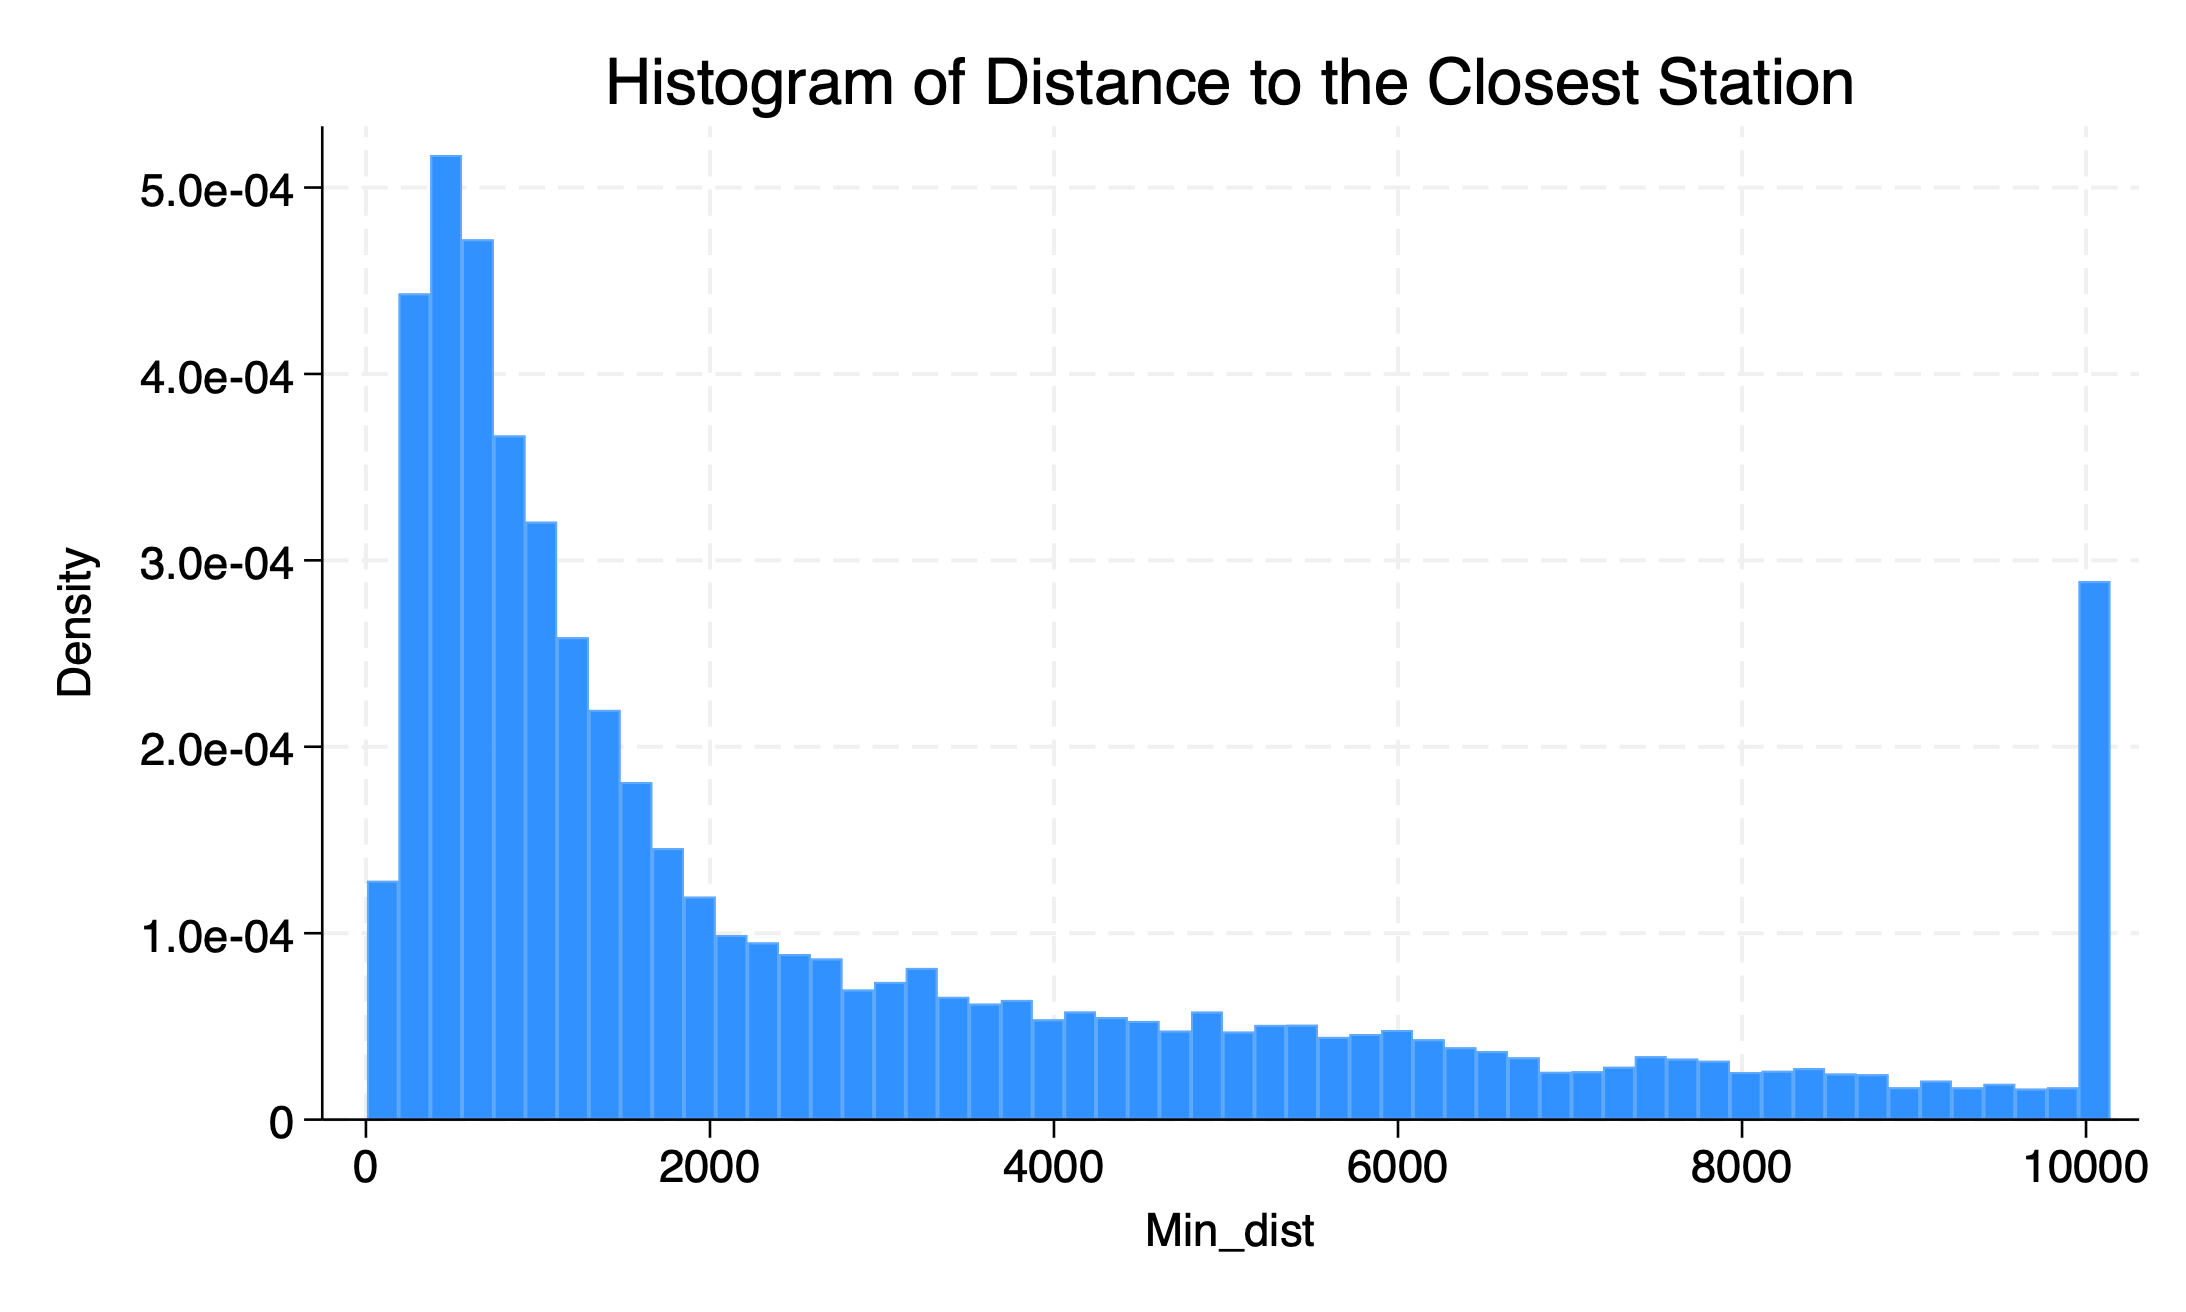 Histogram of Distance to the Closest Station
5.0e-04
4.0e-04
3.0e-04
2.0e-04
1.0e-04
0
Density
0 2000 4000 6000 8000 10000
Min_dist